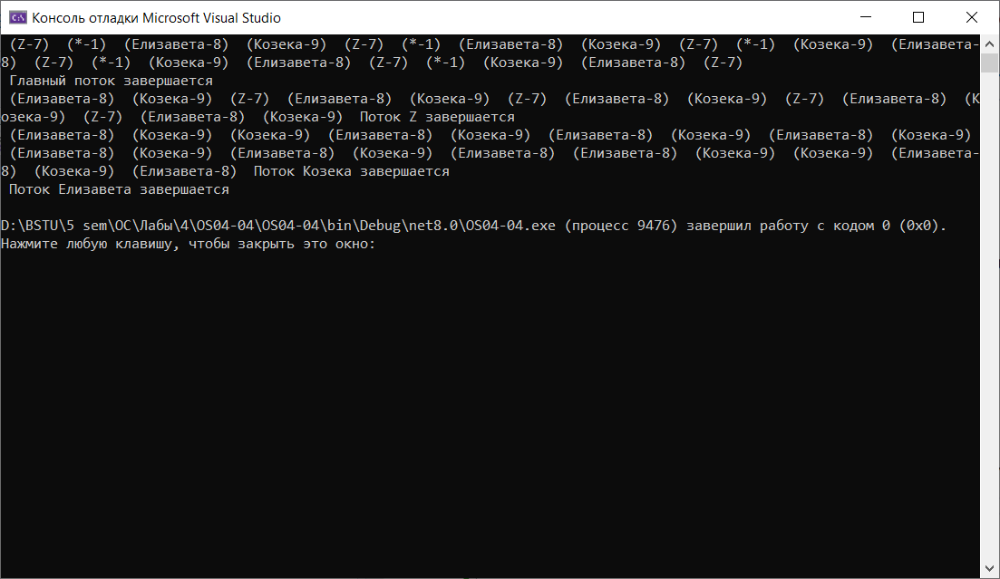 Консоль отладки Microsoft Visual Studio
(Z-7) (*-1) (Елизавета-8) (Козека-9) (Z-7) (*-1) (Елизавета-8) (Козека-9) (Z-7) (*-1) (Козека-9) (Елизавета-
8) (Z-7) (*-1) (Козека-9) (Елизавета-8) (Z-7) (*-1) (Козека-9) (Елизавета-8) (Z-7)
Главный поток завершается
(Елизавета-8) (Козека-9) (Z-7) (Елизавета-8) (Козека-9) (Z-7) (Елизавета-8) (Козека-9) (Z-7) (Елизавета-8) (К
озека-9) (Z-7) (Елизавета-8) (Козека-9) Поток Z завершается
(Елизавета-8) (Козека-9) (Козека-9) (Елизавета-8) (Козека-9) (Елизавета-8) (Козека-9) (Елизавета-8) (Козека-9)
(Елизавета-8) (Козека-9) (Елизавета-8) (Козека-9) (Елизавета-8) (Елизавета-8) (Козека-9) (Козека-9) (Елизавета-
8) (Козека-9) (Елизавета-8) Поток Козека завершается
Поток Елизавета завершается
D:\BSTU\5 sem\ОС\Лабы\4\OS04-04\OS04-04\bin\Debug\net8.0\OS04-04.exe (процесс 9476) завершил работу с кодом 0 (0x0).
Нажмите любую клавишу, чтобы закрыть это окно: